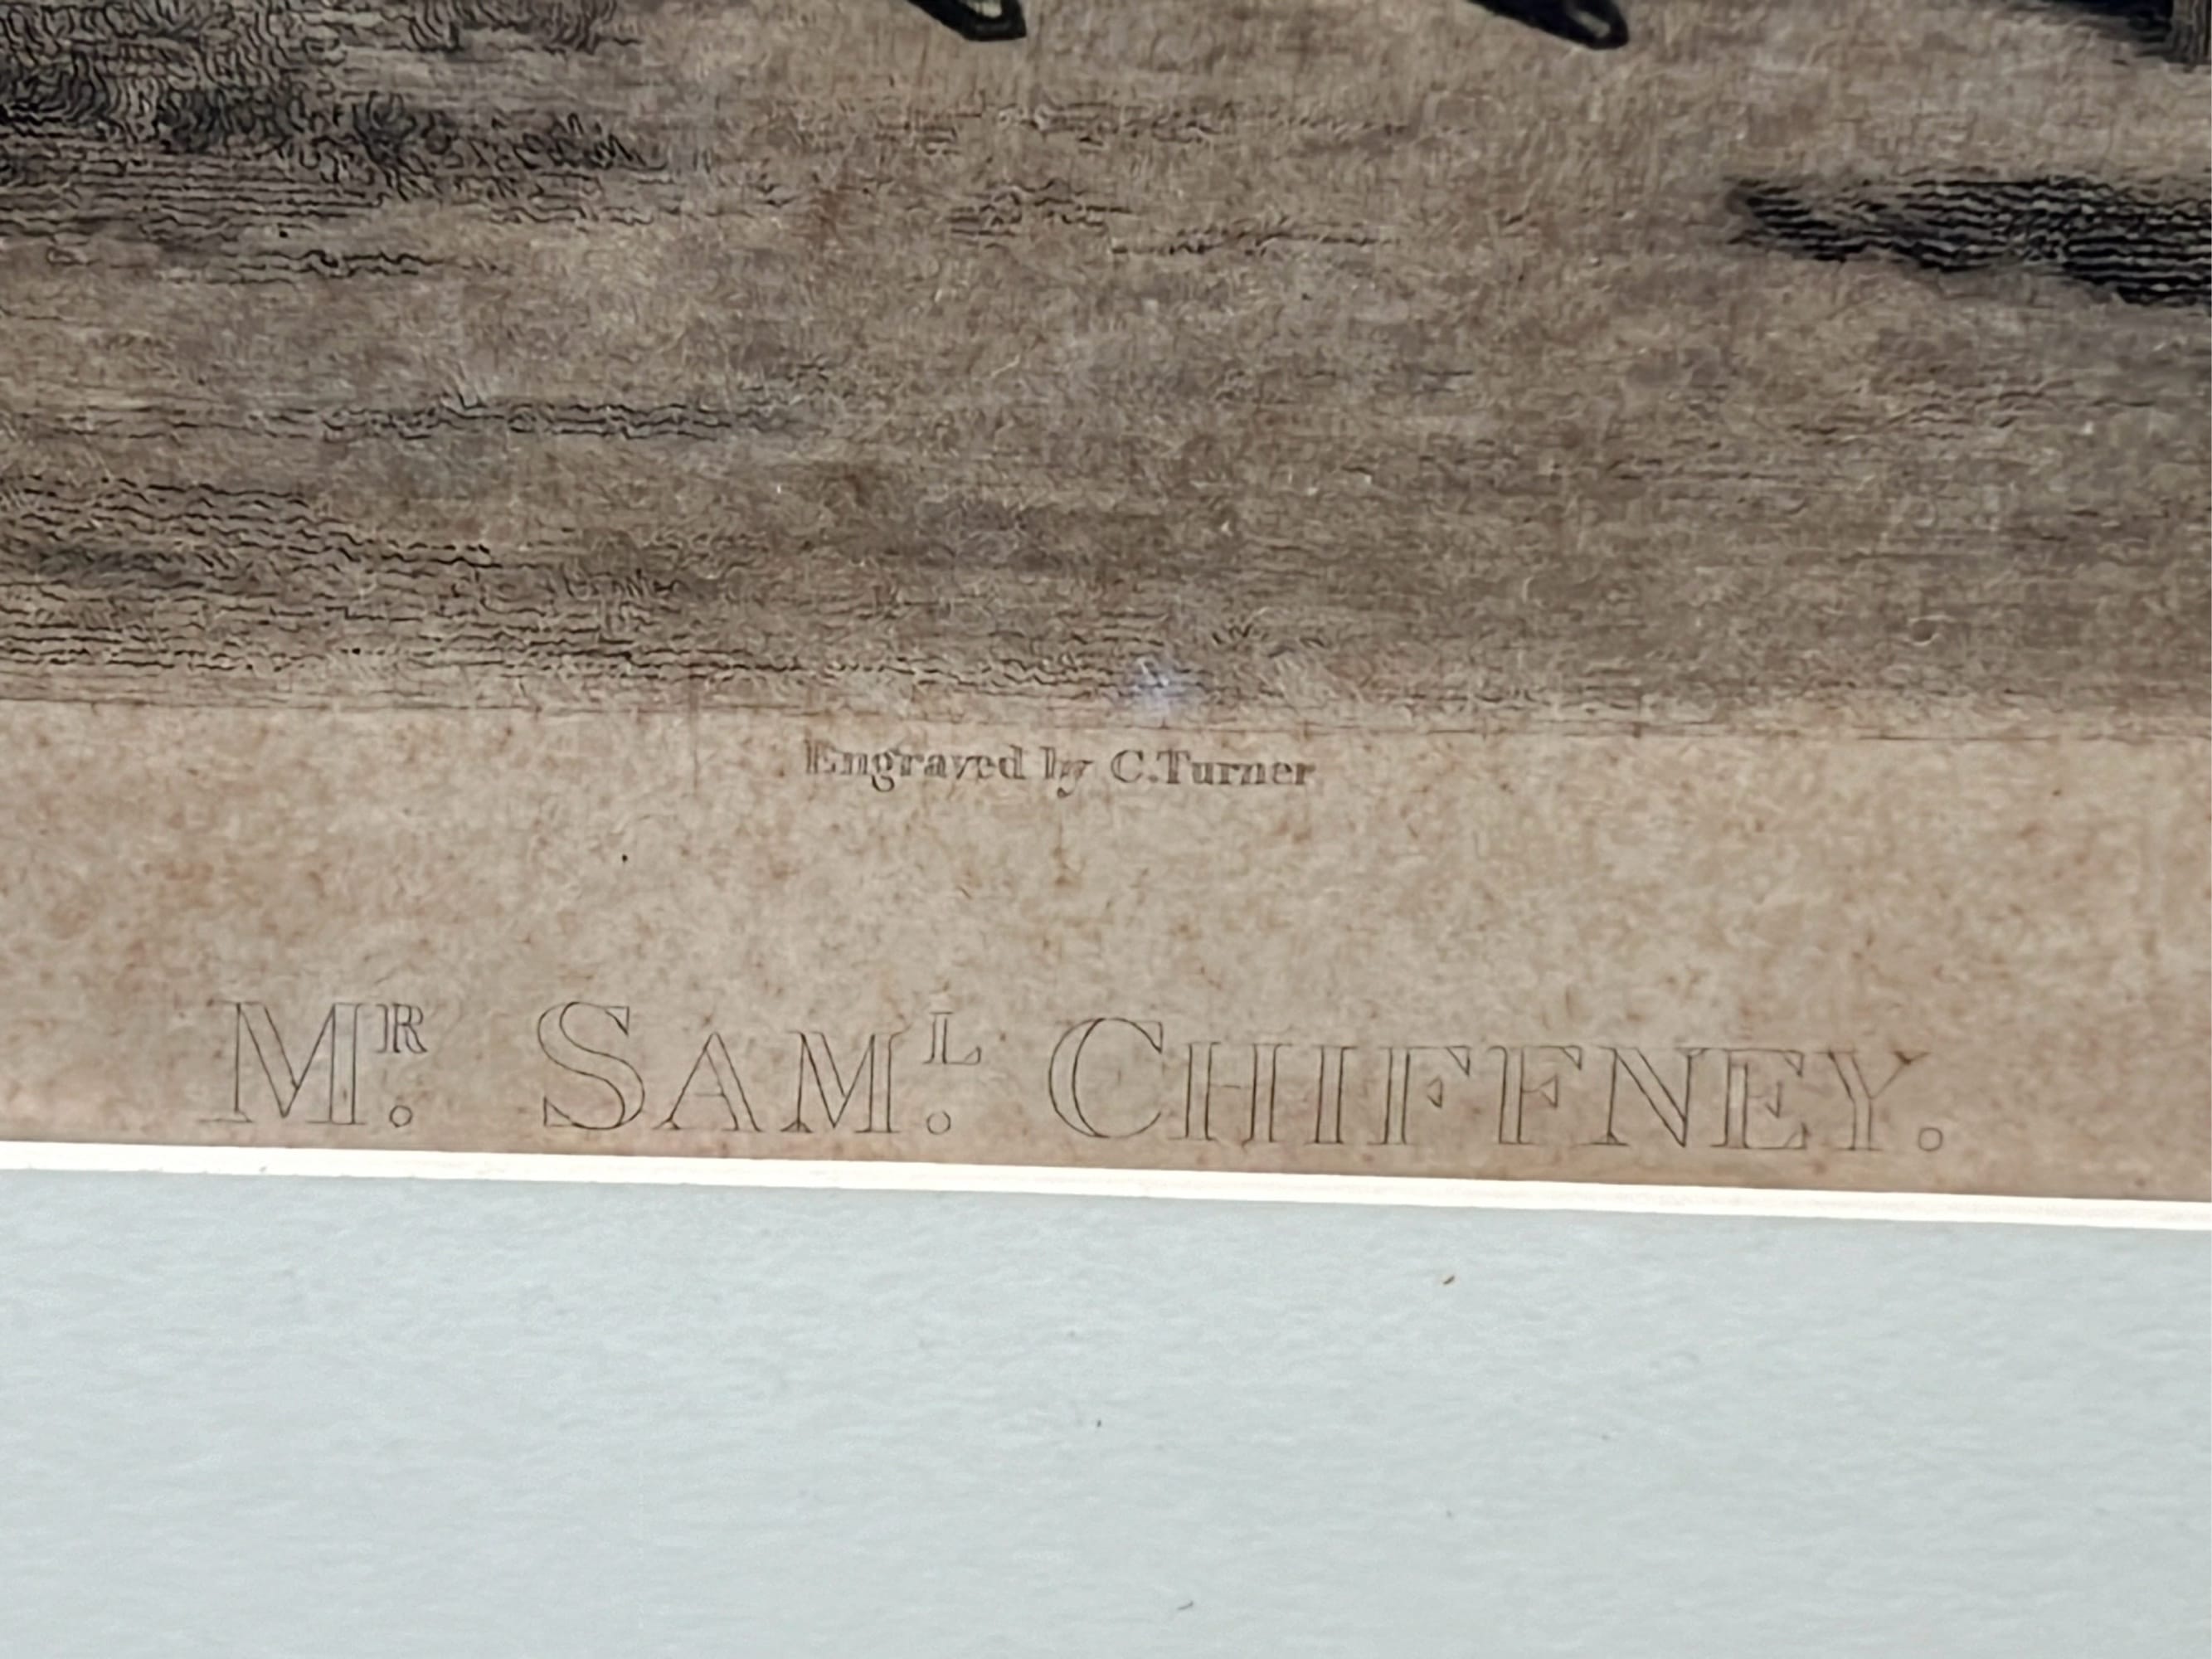 Engraved by C. Turner
Mᴿ. SAMᴸ. CHIFFNEY.